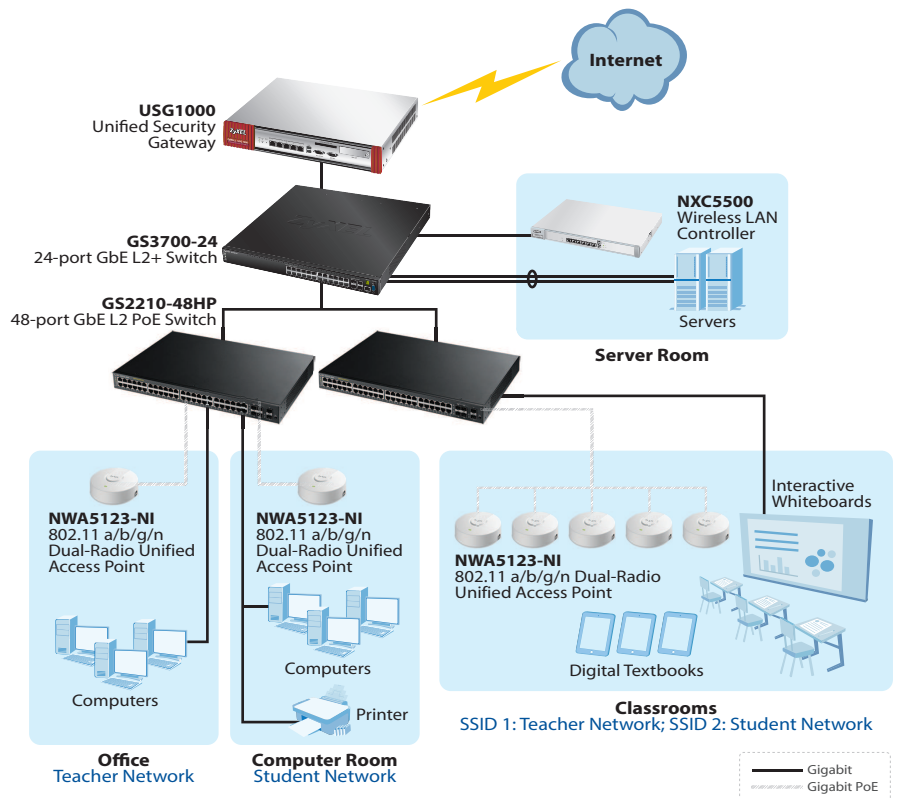 Internet
USG1000
Unified Security
Gateway
ZyXEL
NXC5500
Wireless LAN
Controller
GS3700-24
24-port GbE L2+ Switch
GS2210-48HP
48-port GbE L2 PoE Switch
Servers
Server Room
NWA5123-NI
802.11 a/b/g/n
Dual-Radio Unified
Access Point
Computers
Office
Teacher Network
NWA5123-NI
802.11 a/b/g/n
Dual-Radio Unified
Access Point
Computers
Printer
Computer Room
Student Network
Interactive
Whiteboards
NWA5123-NI
802.11 a/b/g/n Dual-Radio
Unified Access Point
Digital Textbooks
Classrooms
SSID 1: Teacher Network; SSID 2: Student Network
Gigabit
Gigabit PoE